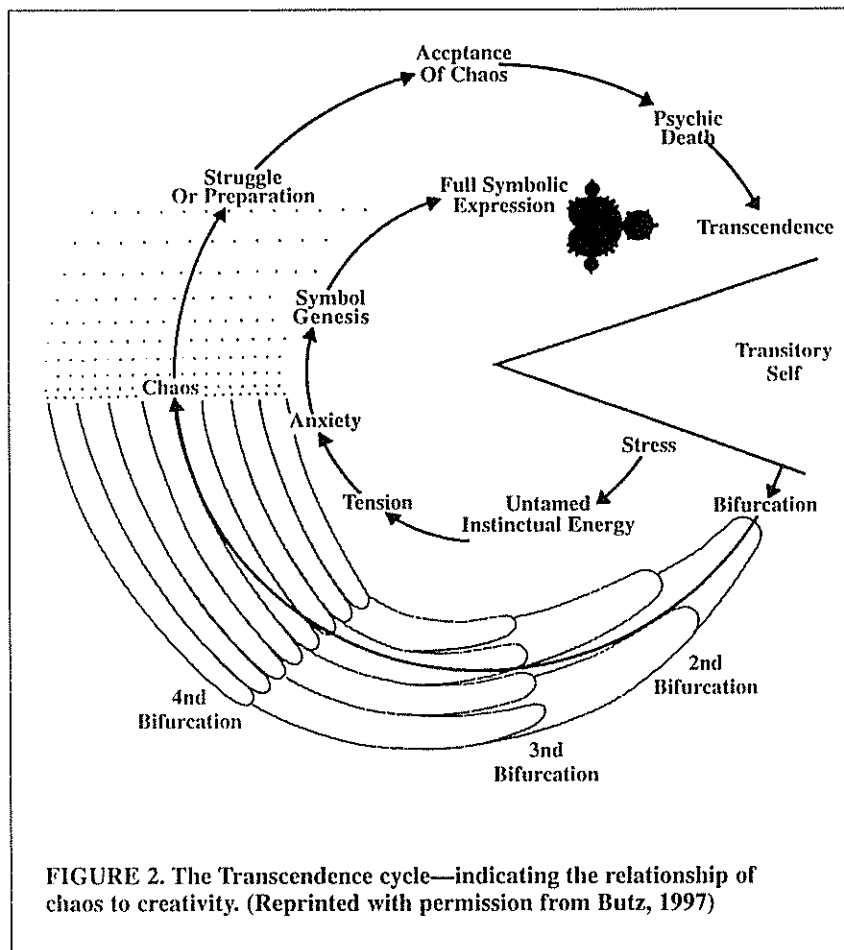 Accptance
Of Chaos
Psychic
Death
Struggle
Or Preparation
Full Symbolic
Expression
Transcendence
Symbol
Genesis
Transitory
Self
Chaos
Anxiety
Stress
Tension
Untamed
Instinctual Energy
Bifurcation
2nd
Bifurcation
4nd
Bifurcation
3nd
Bifurcation
FIGURE 2. The Transcendence cycle—indicating the relationship of
chaos to creativity. (Reprinted with permission from Butz, 1997)